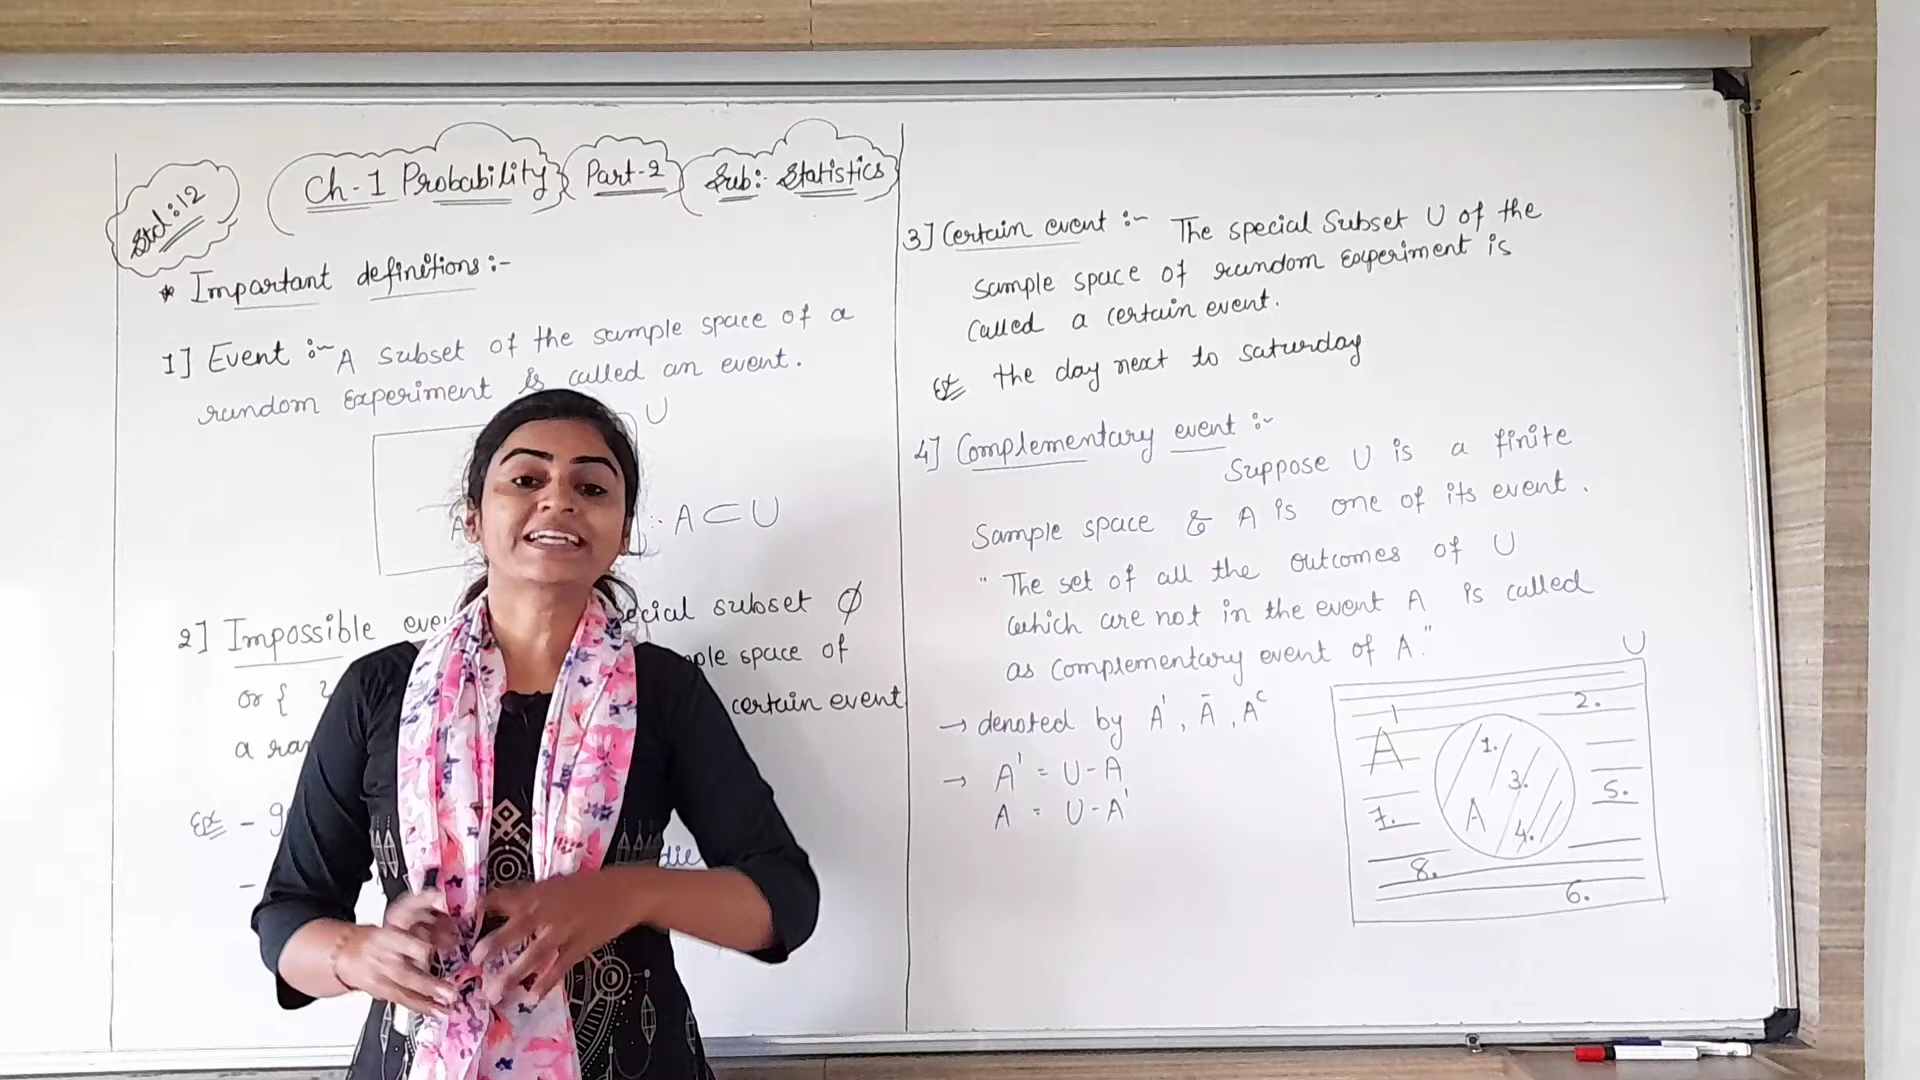 Std:12
Ch-1 Probability
Part-2
Sub:- Statistics
* Important definitions:-
1] Event :- A subset of the sample space of a
random Experiment is called an event.
U
A
∴ A ⊂ U
2] Impossible subset ϕ
or { space of
certain event
a
Ex -
- die
3] Certain event :- The special Subset U of the
Sample space of random Experiment is
Called a certain event.
Ex the day next to saturday
4] Complementary event :-
Suppose U is a finite
Sample space & A is one of its event.
" The set of all the outcomes of U
which are not in the event A is called
as Complementary event of A."
→ denoted by A', Ā, Aᶜ
→ A' = U-A
A = U-A'
U
A'
2.
1.
3.
5.
A
4.
7.
8.
6.